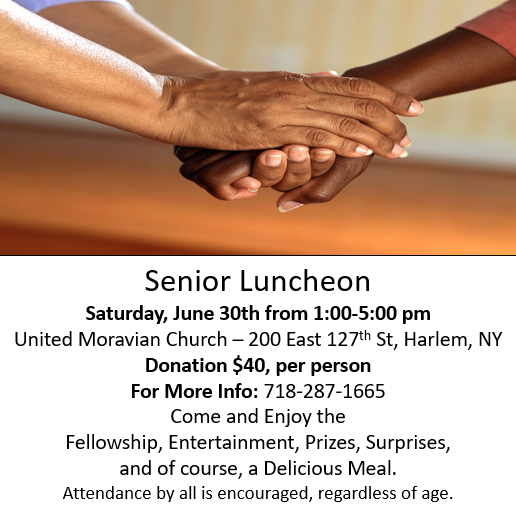 Senior Luncheon
Saturday, June 30th from 1:00-5:00 pm
United Moravian Church – 200 East 127th St, Harlem, NY
Donation $40, per person
For More Info: 718-287-1665
Come and Enjoy the
Fellowship, Entertainment, Prizes, Surprises,
and of course, a Delicious Meal.
Attendance by all is encouraged, regardless of age.